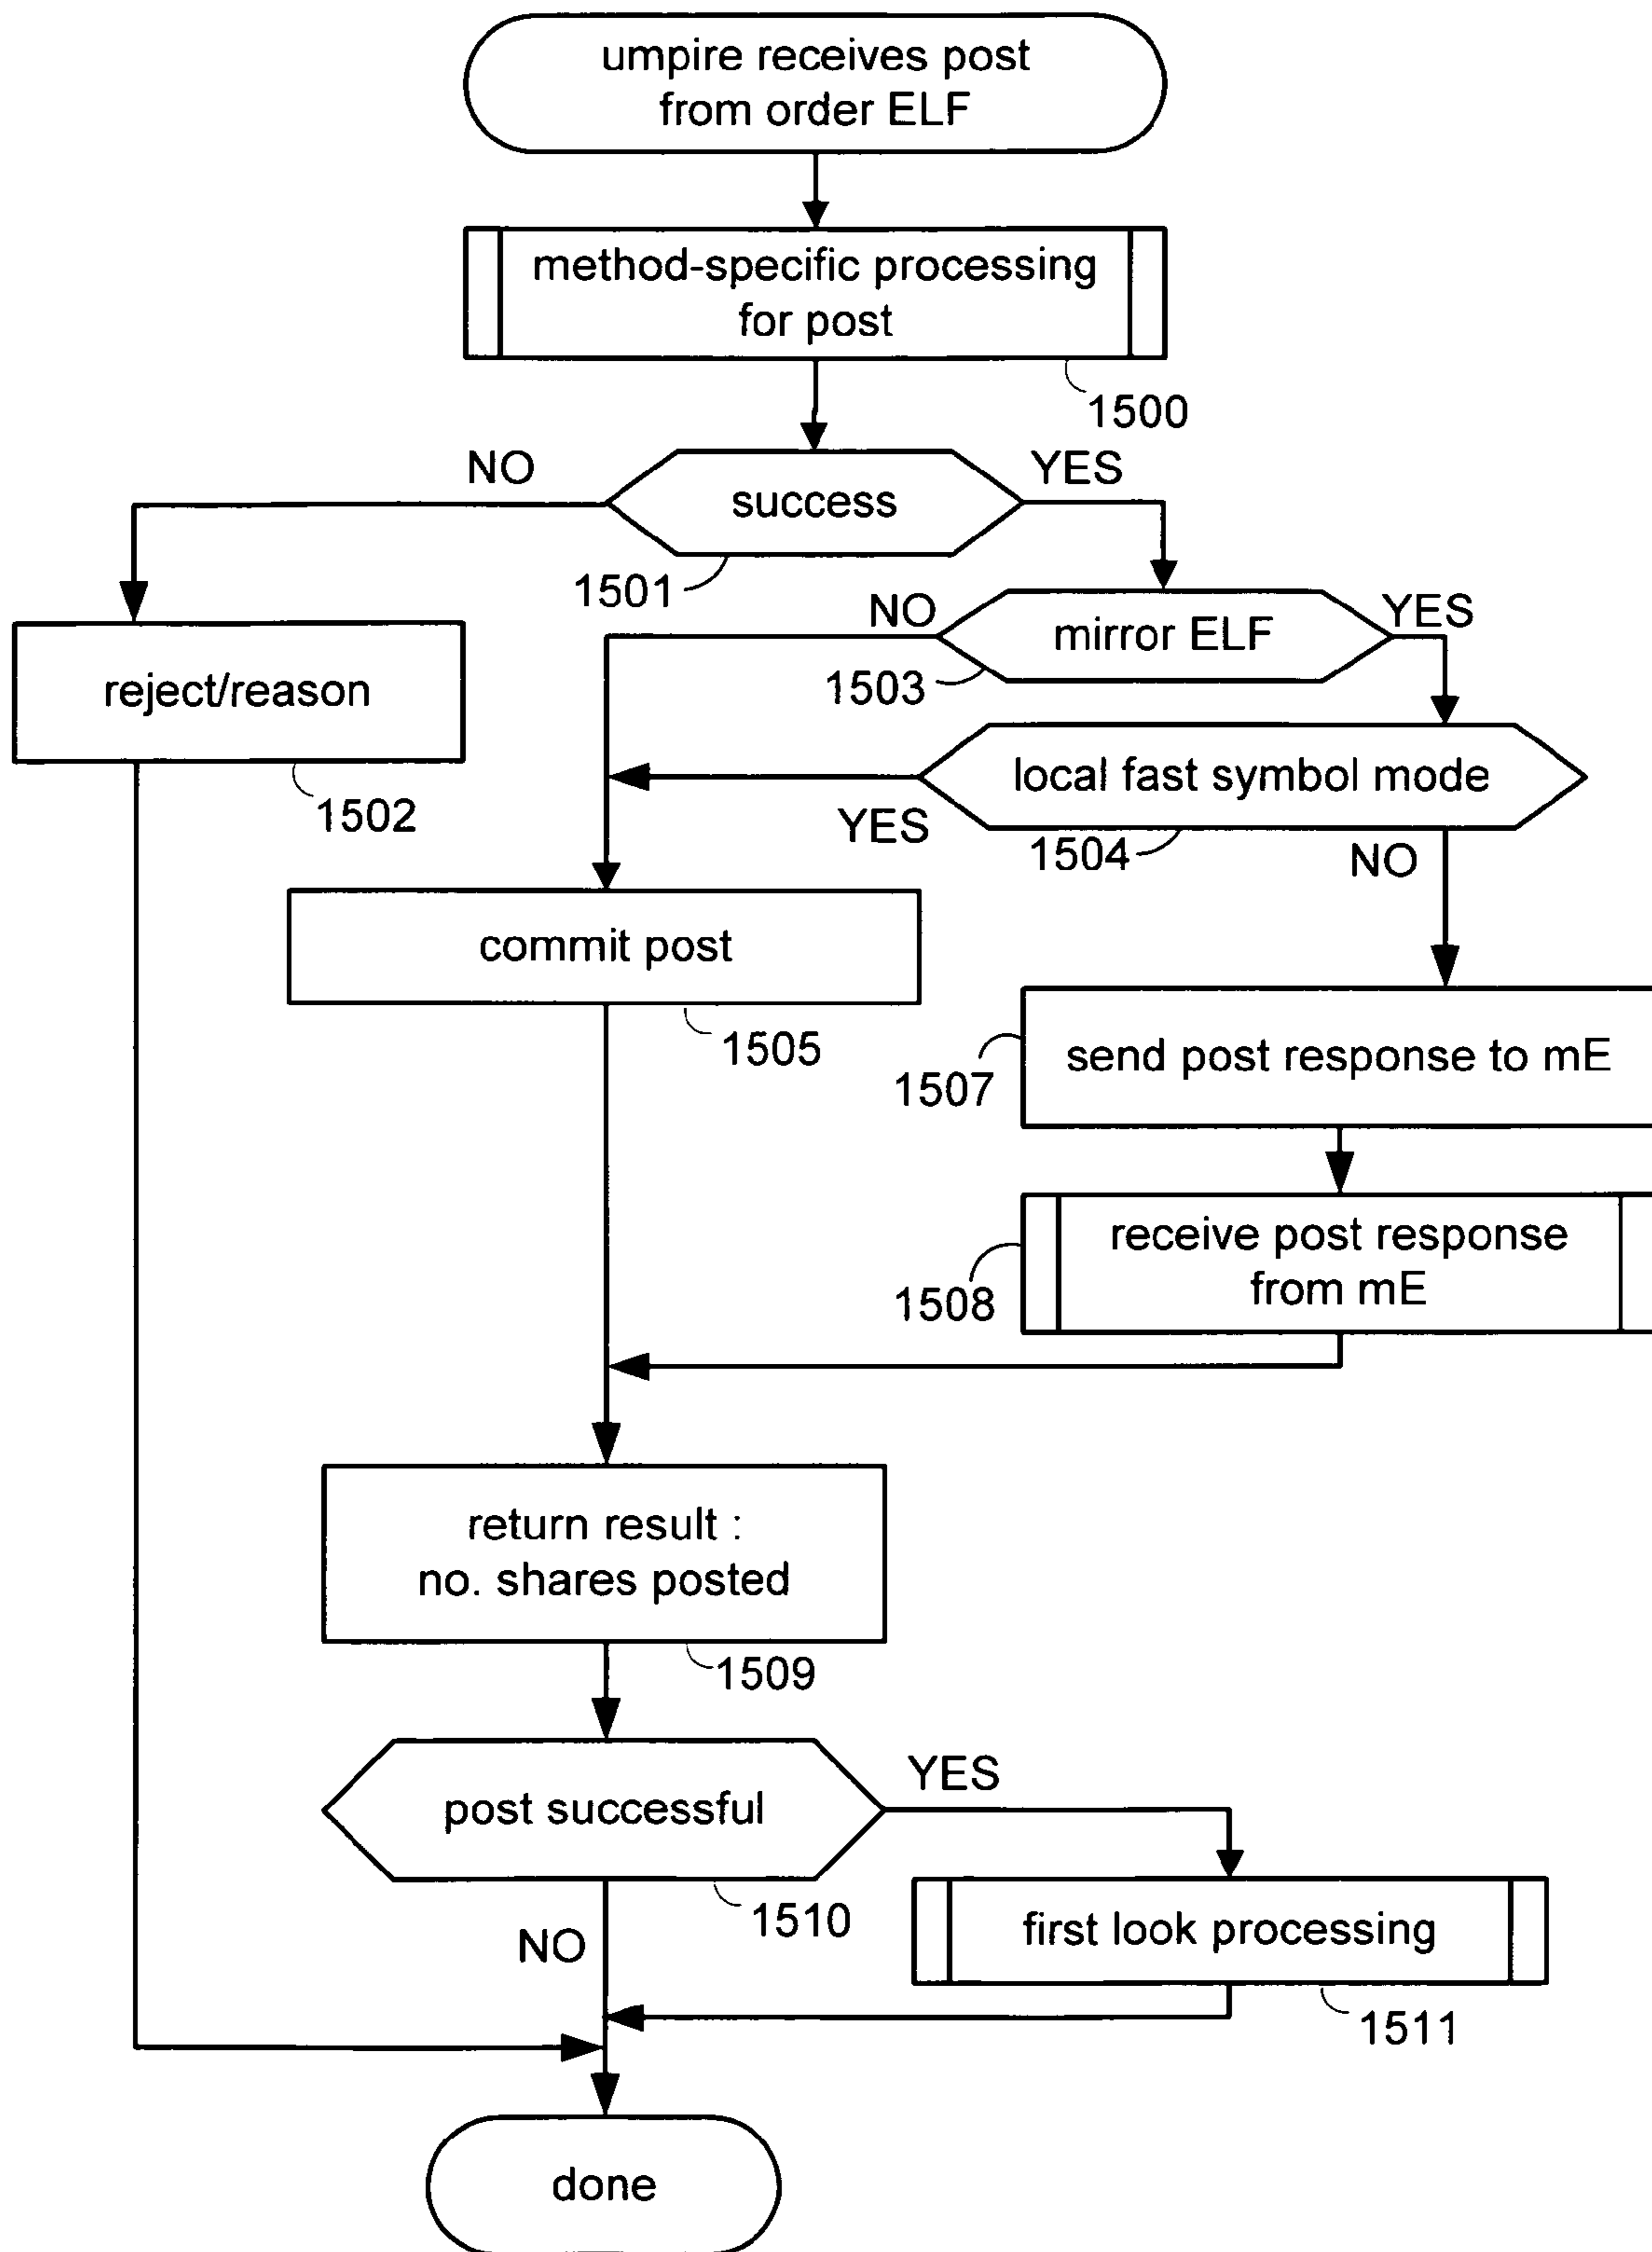 umpire receives post
from order ELF
method-specific processing
for post
1500
NO
YES
success
1501
NO
YES
mirror ELF
1503
reject/reason
1502
local fast symbol mode
YES
1504
NO
commit post
1505
send post response to mE
1507
receive post response
from mE
1508
return result :
no. shares posted
1509
post successful
YES
1510
NO
first look processing
1511
done